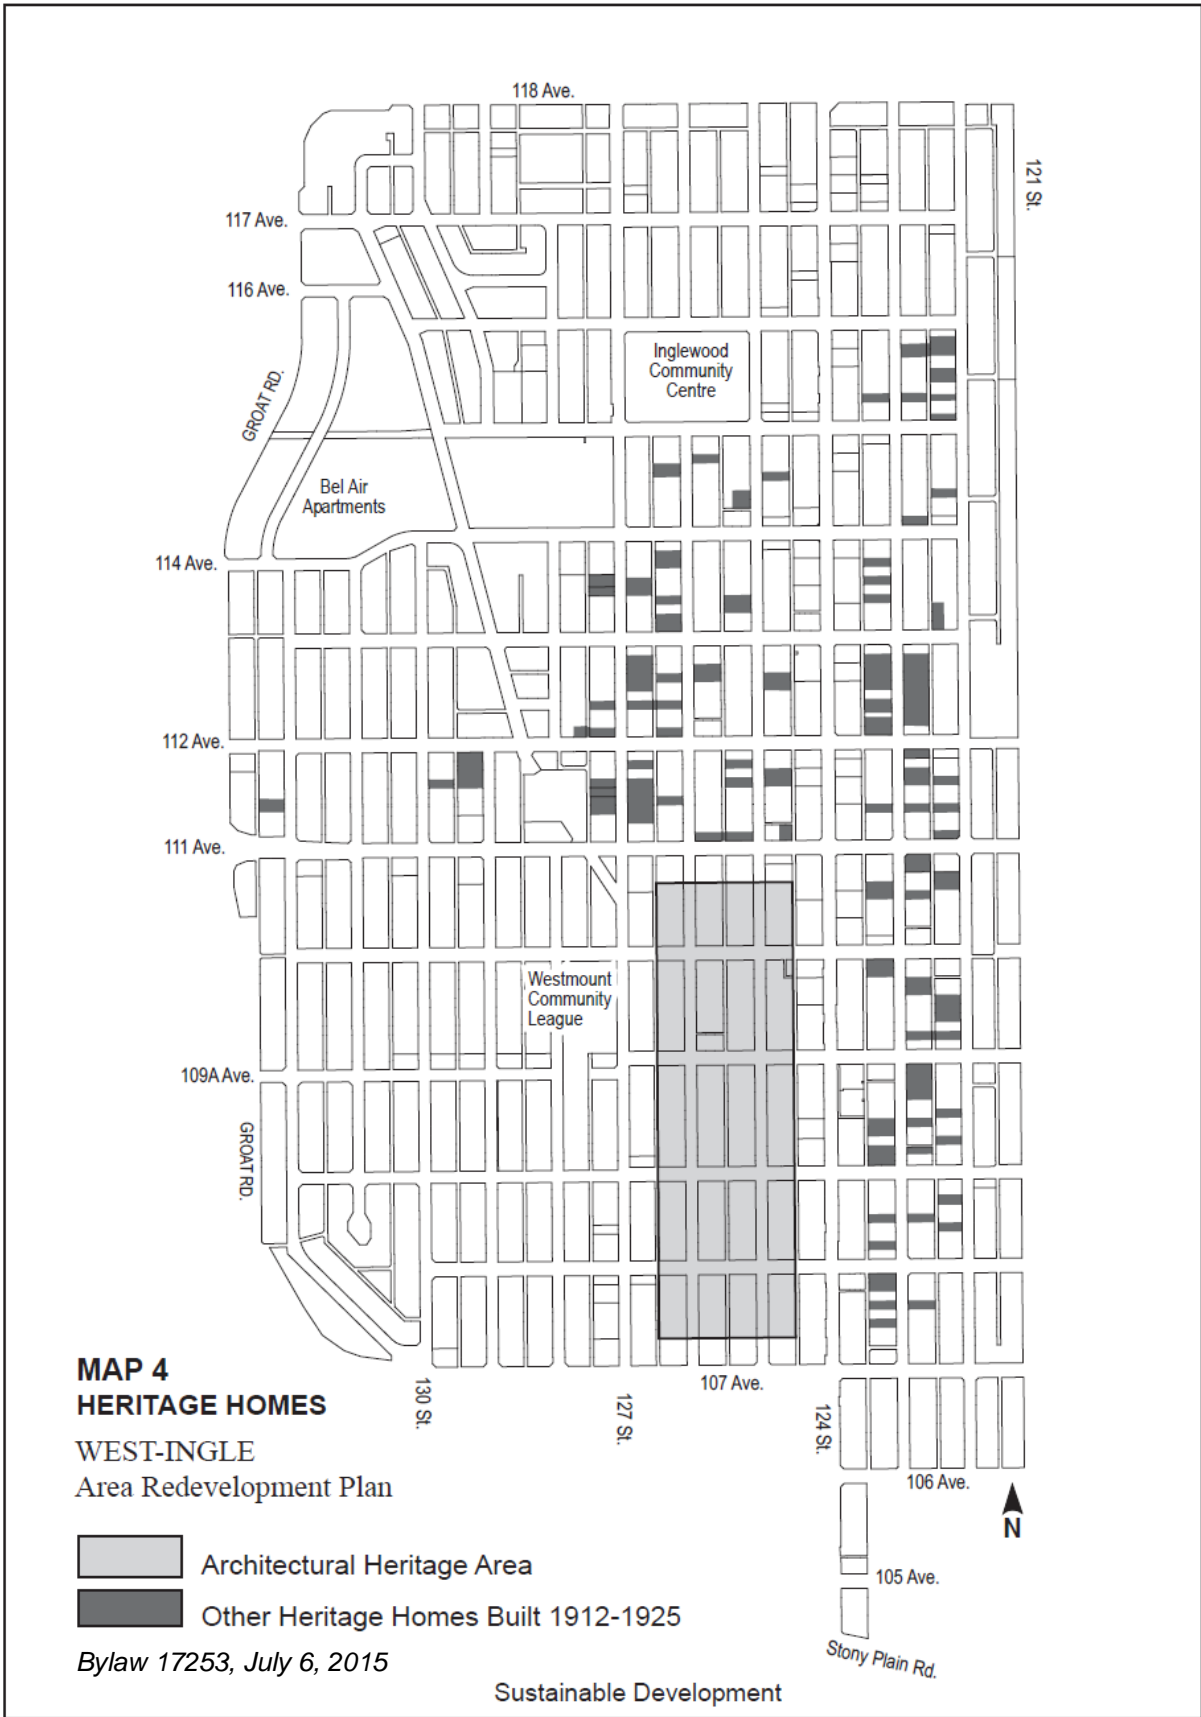 118 Ave.
121 St.
117 Ave.
116 Ave.
GROAT RD.
Inglewood
Community
Centre
Bel Air
Apartments
114 Ave.
112 Ave.
111 Ave.
Westmount
Community
League
109A Ave.
GROAT RD.
107 Ave.
130 St.
127 St.
124 St.
106 Ave.
N
105 Ave.
Stony Plain Rd.
MAP 4
HERITAGE HOMES
WEST-INGLE
Area Redevelopment Plan
Architectural Heritage Area
Other Heritage Homes Built 1912-1925
Bylaw 17253, July 6, 2015
Sustainable Development